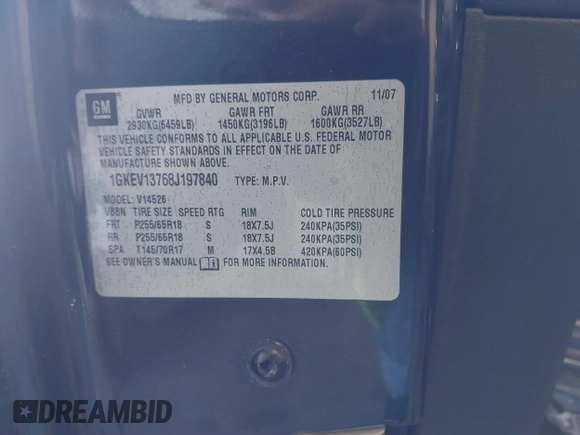 GM
MFD BY GENERAL MOTORS CORP. 11/07
GVWR GAWR FRT GAWR RR
2930KG(6459LB) 1450KG(3196LB) 1600KG(3527LB)
THIS VEHICLE CONFORMS TO ALL APPLICABLE U.S. FEDERAL MOTOR
VEHICLE SAFETY STANDARDS IN EFFECT ON THE DATE OF
MANUFACTURE SHOWN ABOVE.
1GKEV13768J197840 TYPE: M.P.V.
MODEL: V14526
VBBN TIRE SIZE SPEED RTG RIM COLD TIRE PRESSURE
FRT P255/65R18 S 18X7.5J 240KPA(35PSI)
RR P255/65R18 S 18X7.5J 240KPA(35PSI)
SPA T145/70R17 M 17X4.5B 420KPA(60PSI)
SEE OWNER'S MANUAL FOR MORE INFORMATION.
DREAMBID